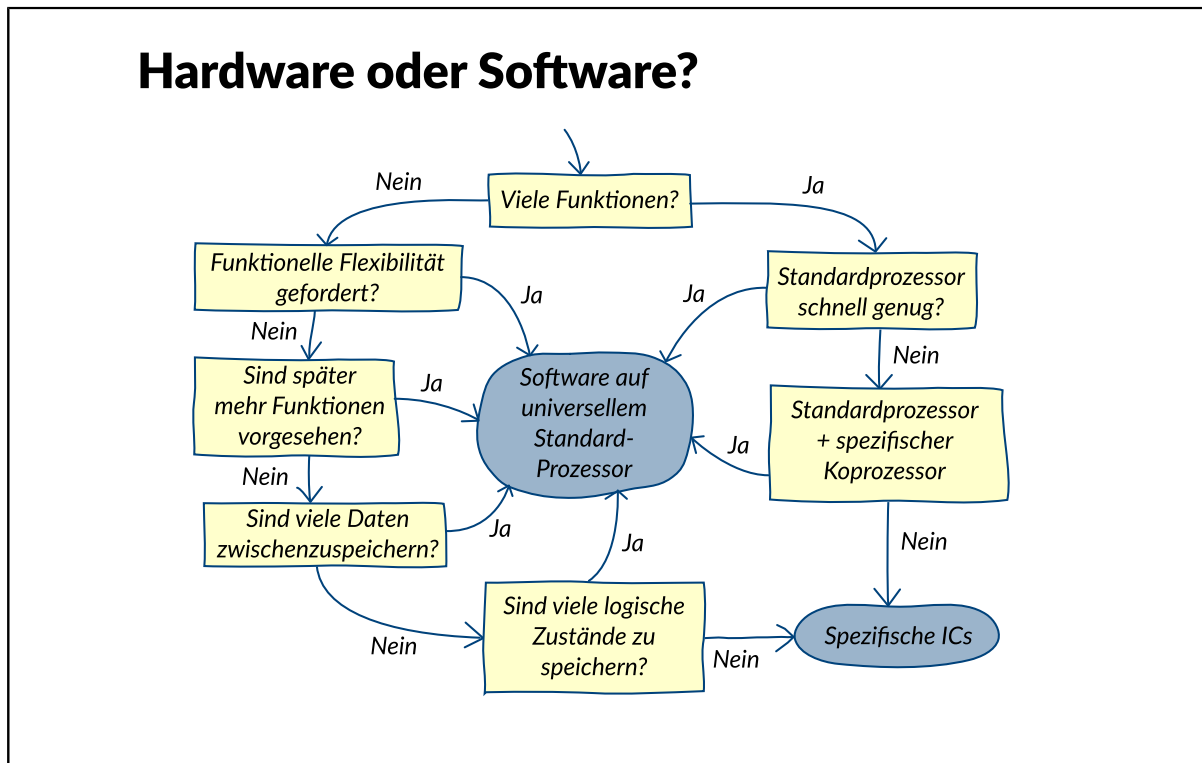 Hardware oder Software?
Nein
Viele Funktionen?
Ja
Funktionelle Flexibilität
gefordert?
Ja
Ja
Standardprozessor
schnell genug?
Nein
Nein
Sind später
mehr Funktionen
vorgesehen?
Ja
Software auf
universellem
Standard-
Prozessor
Ja
Standardprozessor
+ spezifischer
Koprozessor
Nein
Sind viele Daten
zwischenzuspeichern?
Ja
Ja
Nein
Nein
Sind viele logische
Zustände zu
speichern?
Nein
Spezifische ICs